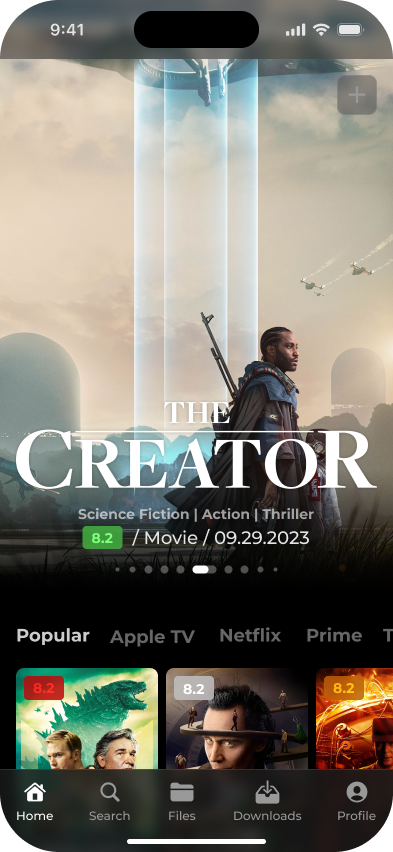 9:41
THE
CREATOR
Science Fiction | Action | Thriller
8.2 / Movie / 09.29.2023
Popular Apple TV Netflix Prime T
8.2 8.2 8.2
Home Search Files Downloads Profile